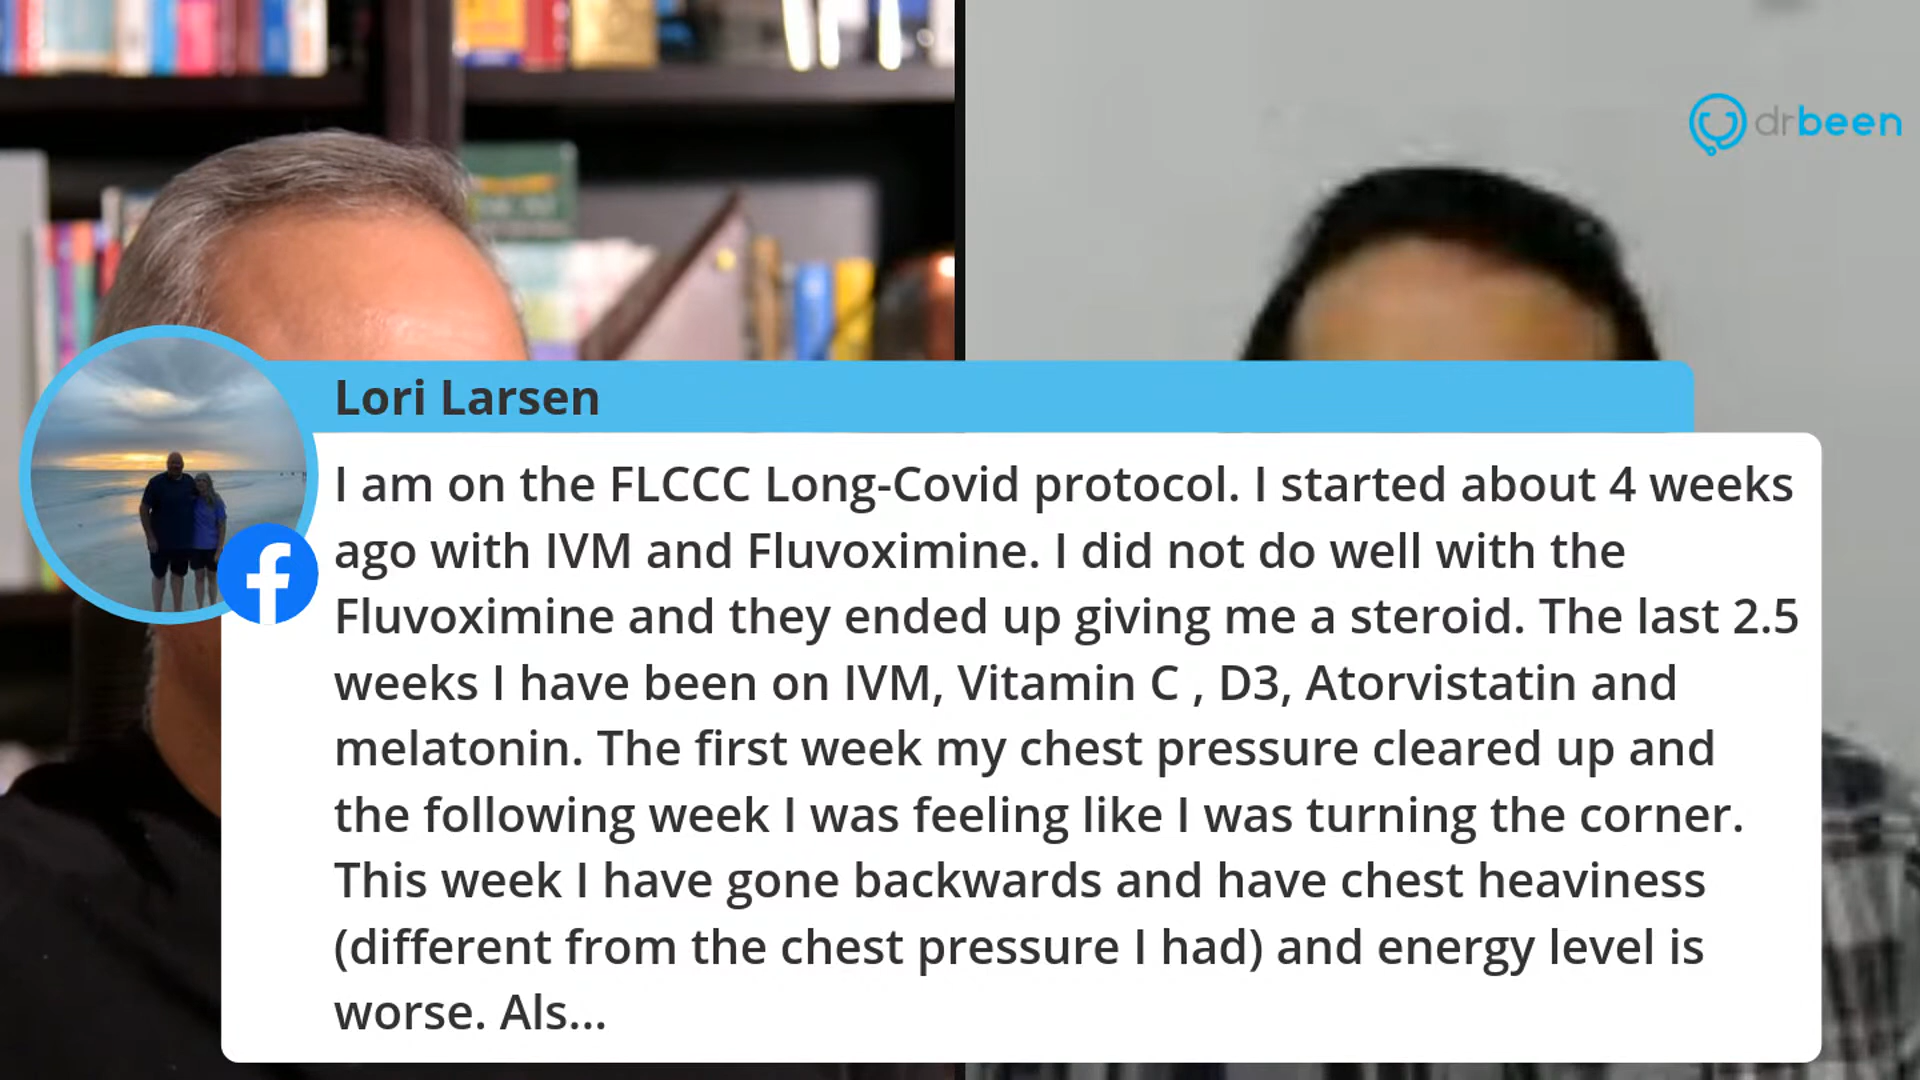 drbeen
Lori Larsen
I am on the FLCCC Long-Covid protocol. I started about 4 weeks
ago with IVM and Fluvoximine. I did not do well with the
Fluvoximine and they ended up giving me a steroid. The last 2.5
weeks I have been on IVM, Vitamin C , D3, Atorvistatin and
melatonin. The first week my chest pressure cleared up and
the following week I was feeling like I was turning the corner.
This week I have gone backwards and have chest heaviness
(different from the chest pressure I had) and energy level is
worse. Als...